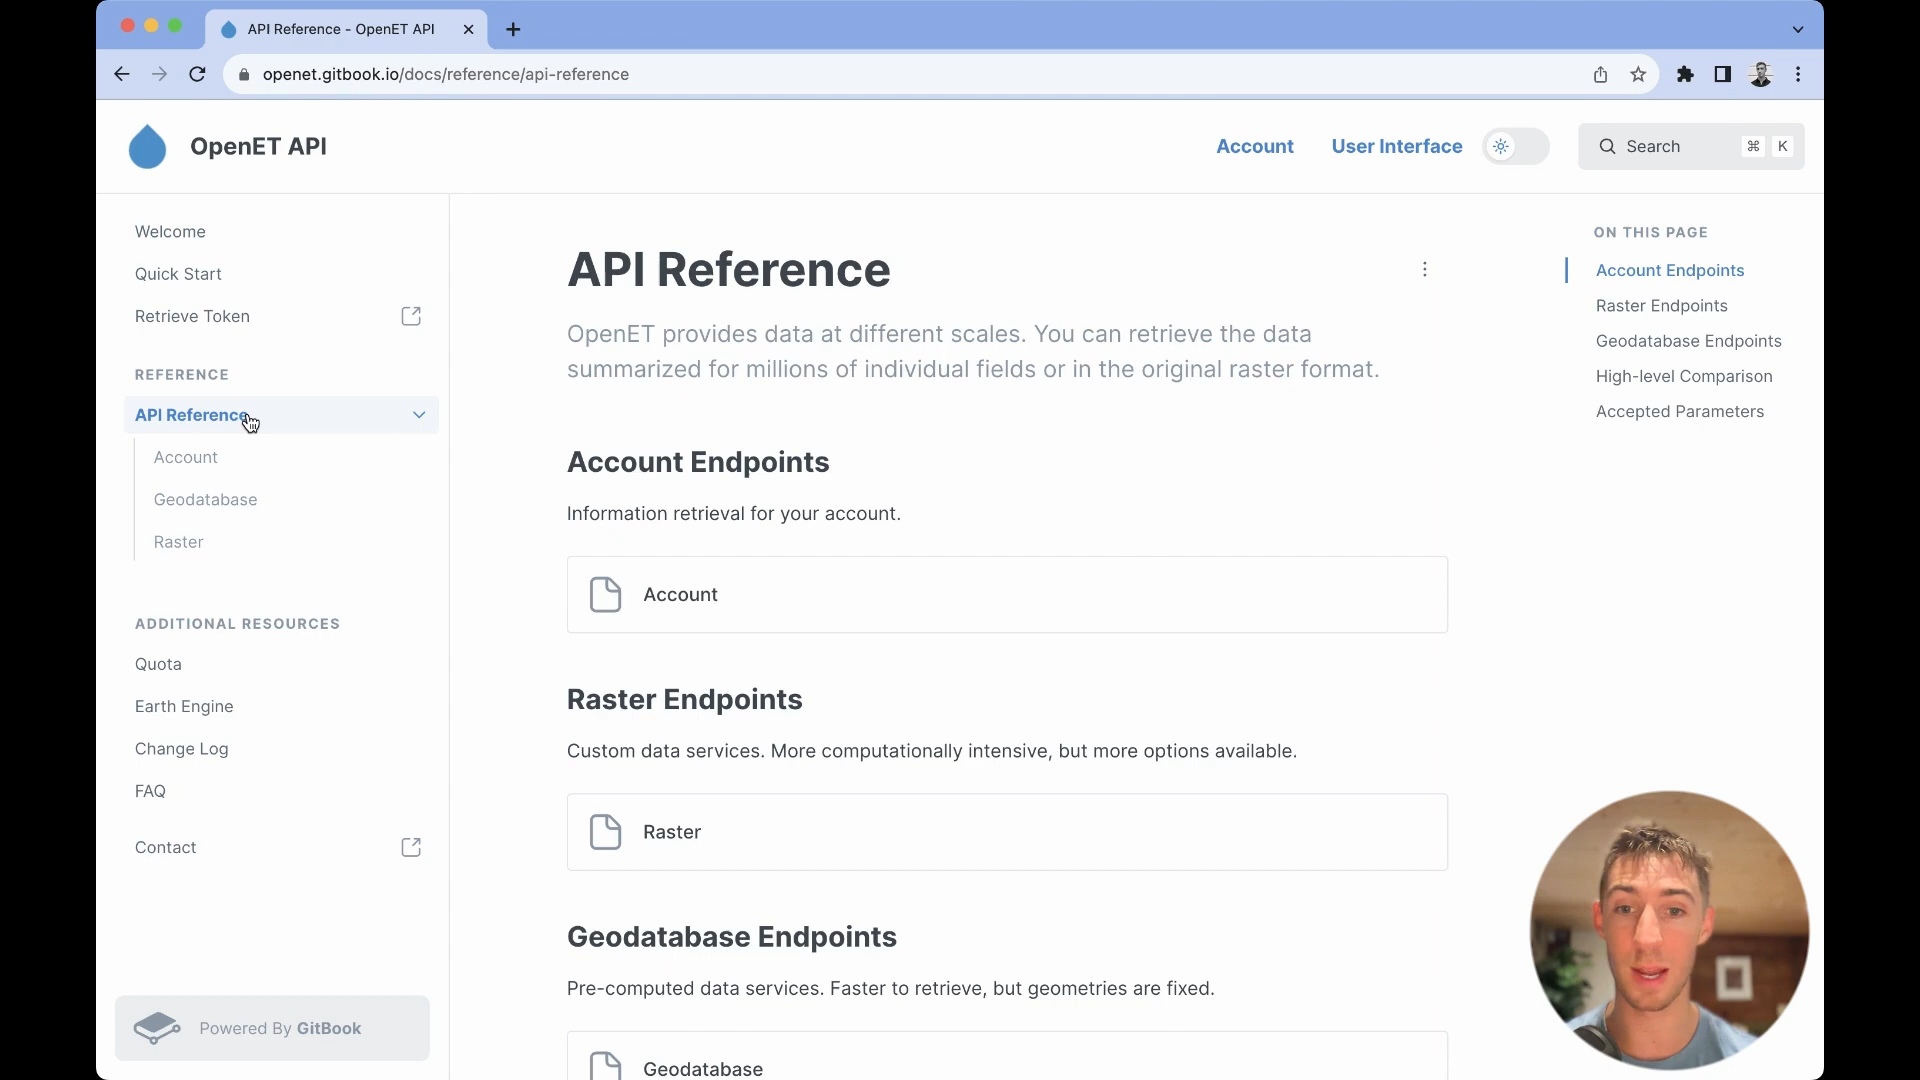 API Reference - OpenET API
openet.gitbook.io/docs/reference/api-reference
OpenET API
Account
User Interface
Search
⌘ K
Welcome
Quick Start
Retrieve Token
REFERENCE
API Reference
Account
Geodatabase
Raster
ADDITIONAL RESOURCES
Quota
Earth Engine
Change Log
FAQ
Contact
Powered By GitBook
API Reference
OpenET provides data at different scales. You can retrieve the data
summarized for millions of individual fields or in the original raster format.
Account Endpoints
Information retrieval for your account.
Account
Raster Endpoints
Custom data services. More computationally intensive, but more options available.
Raster
Geodatabase Endpoints
Pre-computed data services. Faster to retrieve, but geometries are fixed.
Geodatabase
ON THIS PAGE
Account Endpoints
Raster Endpoints
Geodatabase Endpoints
High-level Comparison
Accepted Parameters